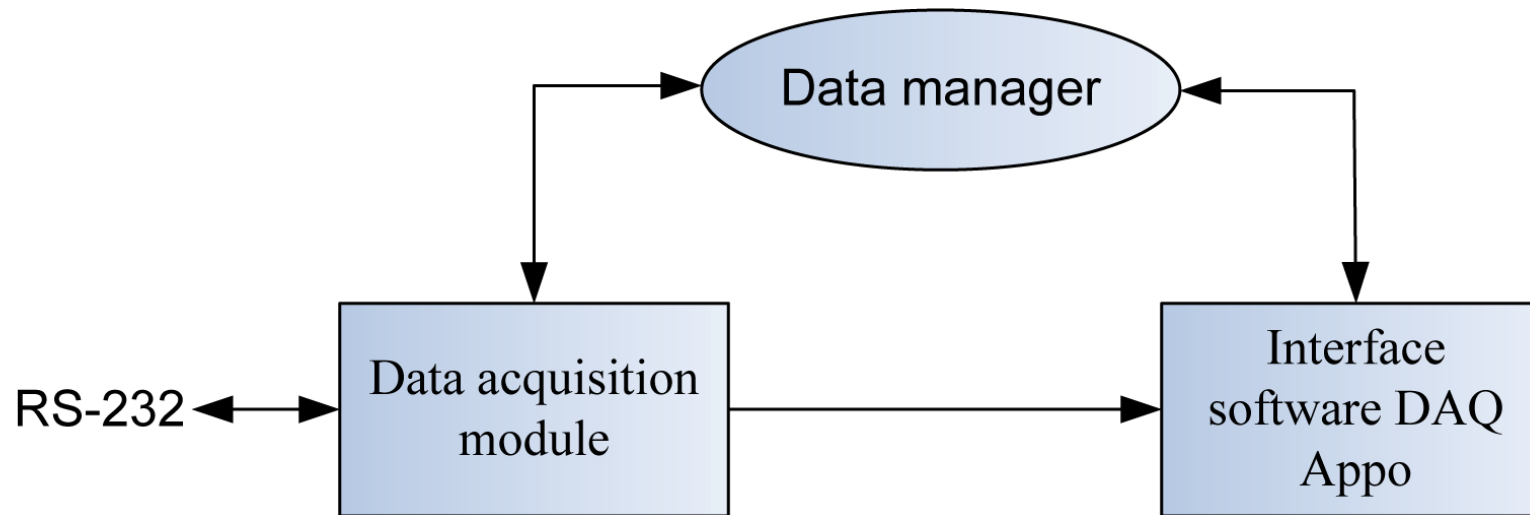 Data manager
RS-232
Data acquisition
module
Interface
software DAQ
Appo